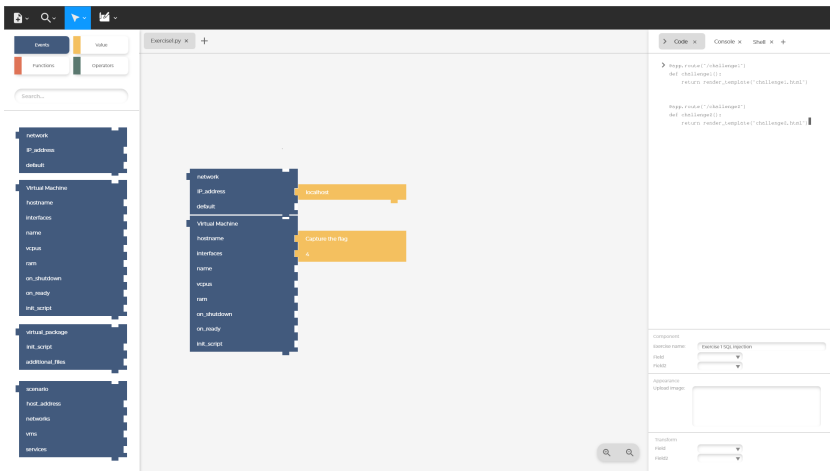 Events
Value
Functions
Operators
Search...
network
IP_address
default
Virtual Machine
hostname
interfaces
name
vcpus
ram
on_shutdown
on_ready
init_script
virtual_package
init_script
additional_files
scenario
host_address
networks
vms
services
Exercise1.py × +
network
IP_address localhost
default
Virtual Machine
hostname Capture the flag
interfaces
name
vcpus
ram
on_shutdown
on_ready
init_script
> Code × Console × Shell × +
@app.route("/challenge1")
def challenge1():
return render_template("challenge1.html")
@app.route("/challenge2")
def challenge2():
return render_template("challenge2.html")
Component
Exercise name: Exercise 1 SQL Injection
Field
Field2
Appearance
Upload Image:
Transform
Field
Field2